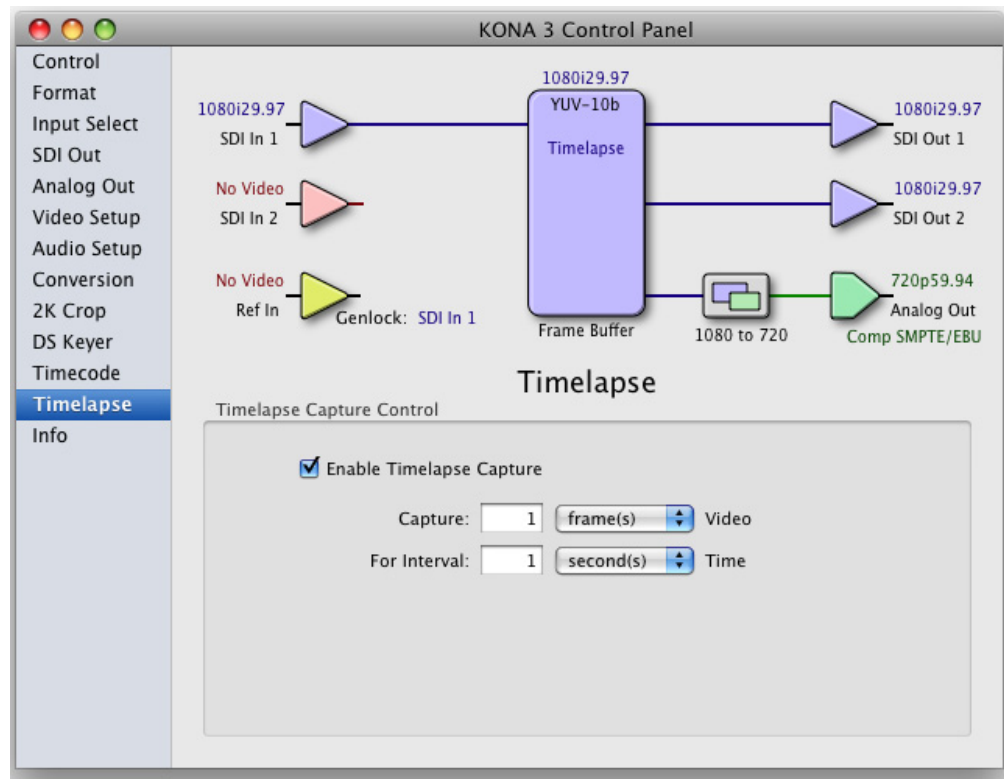 KONA 3 Control Panel
Control
Format
Input Select
SDI Out
Analog Out
Video Setup
Audio Setup
Conversion
2K Crop
DS Keyer
Timecode
Timelapse
Info
1080i29.97
SDI In 1
No Video
SDI In 2
No Video
Ref In
Genlock: SDI In 1
1080i29.97
YUV-10b
Timelapse
Frame Buffer
1080 to 720
1080i29.97
SDI Out 1
1080i29.97
SDI Out 2
720p59.94
Analog Out
Comp SMPTE/EBU
Timelapse
Timelapse Capture Control
Enable Timelapse Capture
Capture: 1 frame(s) Video
For Interval: 1 second(s) Time